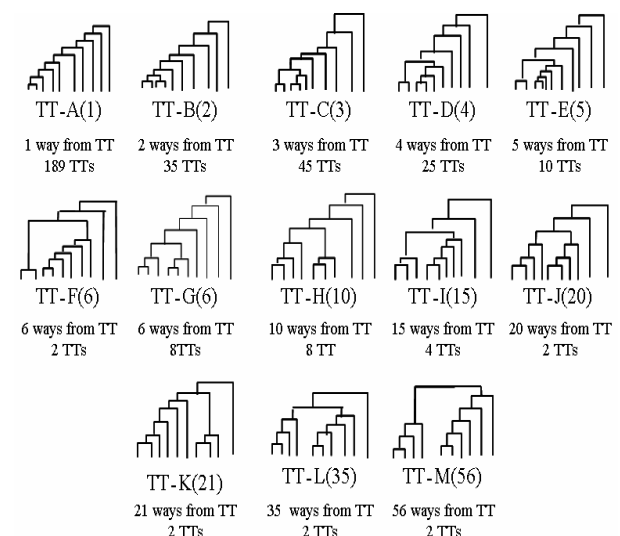 TT-A(1) TT-B(2) TT-C(3) TT-D(4) TT-E(5)
1 way from TT 2 ways from TT 3 ways from TT 4 ways from TT 5 ways from TT
189 TTs 35 TTs 45 TTs 25 TTs 10 TTs
TT-F(6) TT-G(6) TT-H(10) TT-I(15) TT-J(20)
6 ways from TT 6 ways from TT 10 ways from TT 15 ways from TT 20 ways from TT
2 TTs 8TTs 8 TT 4 TTs 2 TTs
TT-K(21) TT-L(35) TT-M(56)
21 ways from TT 35 ways from TT 56 ways from TT
2 TTs 2 TTs 2 TTs